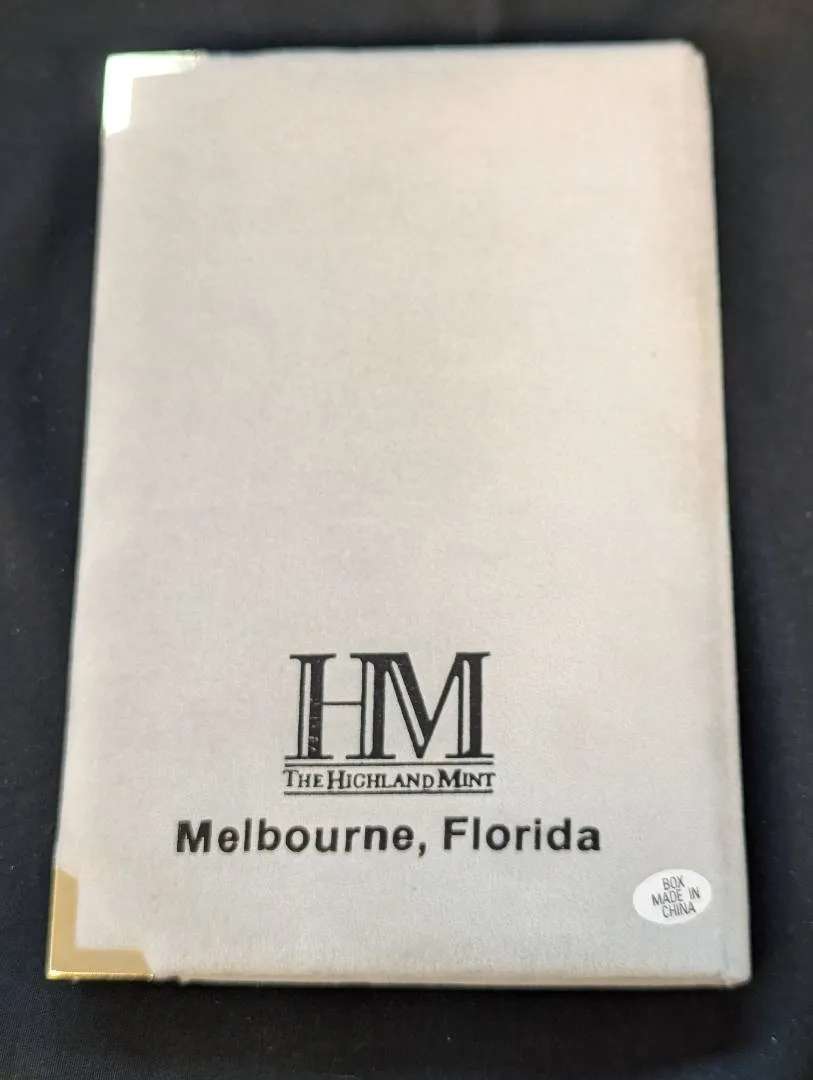 HM
THE HIGHLAND MINT
Melbourne, Florida
BOX
MADE IN
CHINA